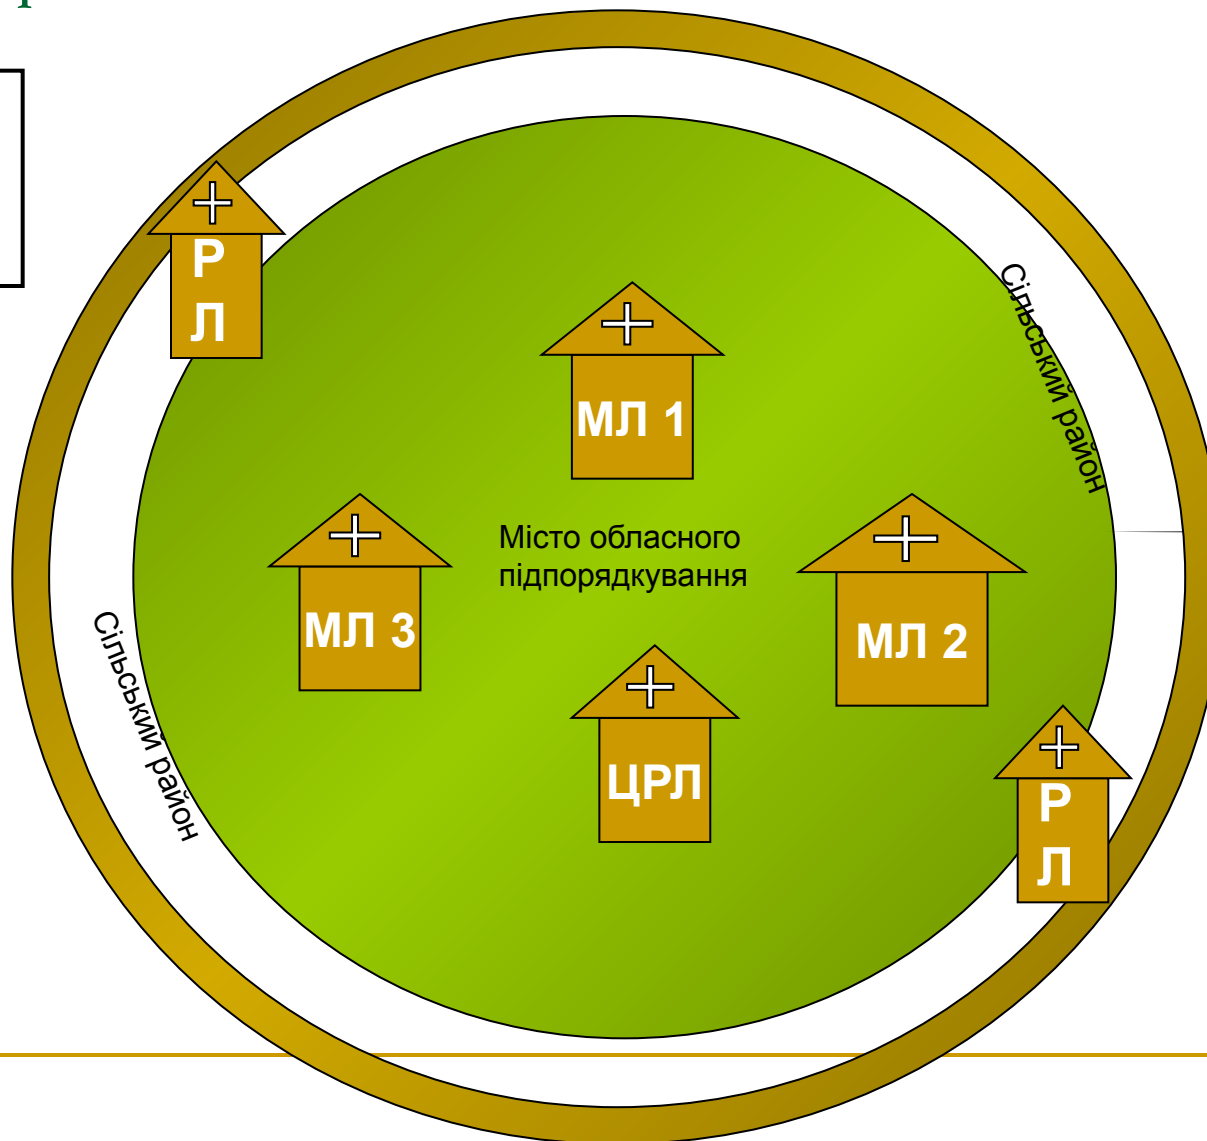 Р
Л
Сільський район
МЛ 1
Місто обласного
підпорядкування
МЛ 3
МЛ 2
Сільський район
ЦРЛ
Р
Л